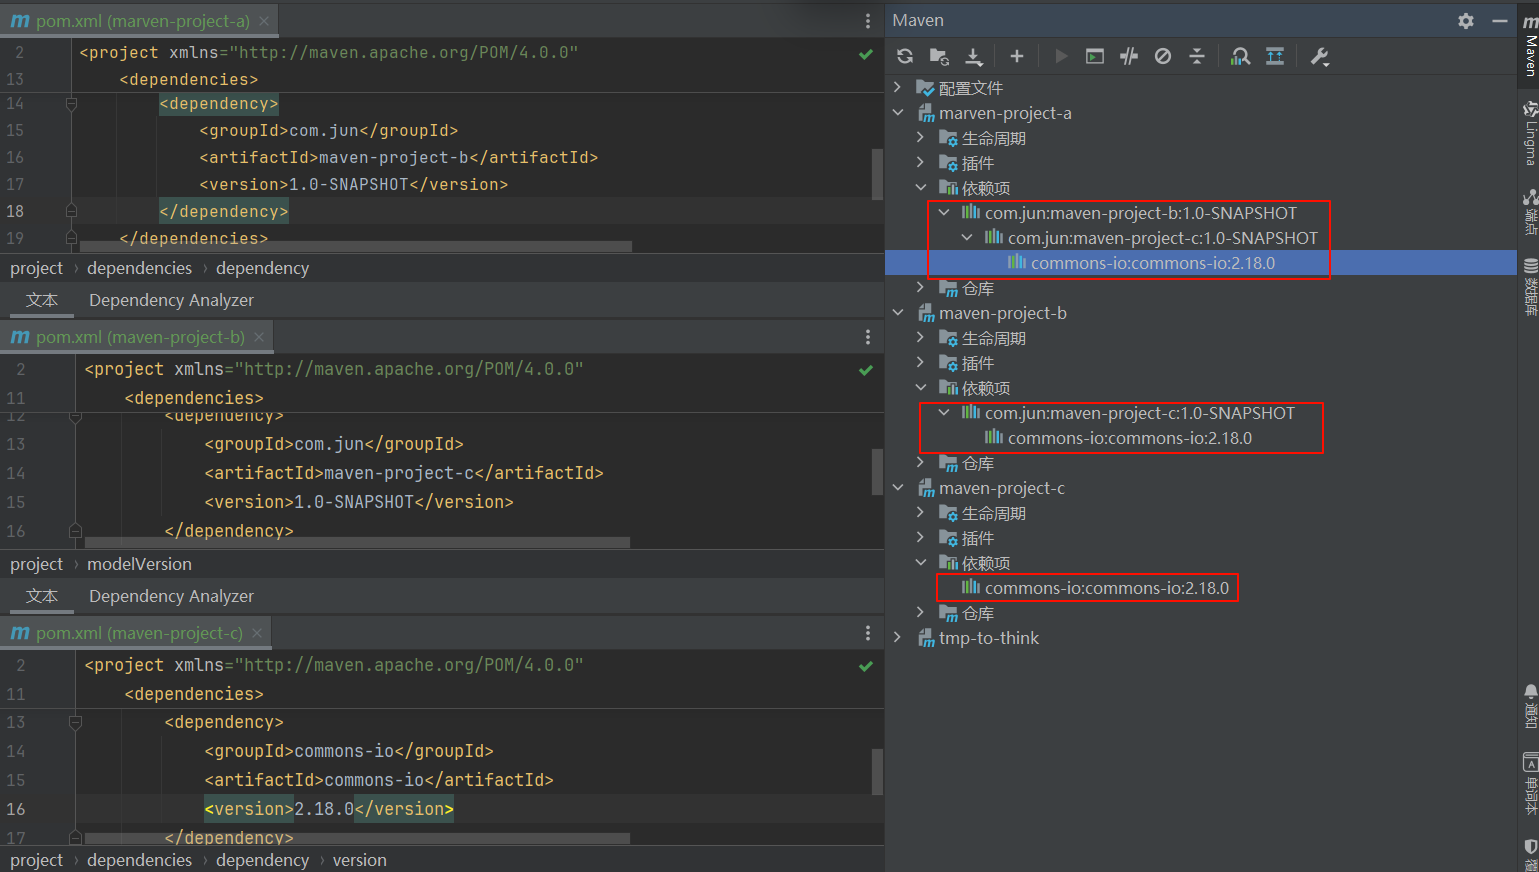 pom.xml (marven-project-a)
2 <project xmlns="http://maven.apache.org/POM/4.0.0"
13 <dependencies>
14 <dependency>
15 <groupId>com.jun</groupId>
16 <artifactId>maven-project-b</artifactId>
17 <version>1.0-SNAPSHOT</version>
18 </dependency>
19 </dependencies>
project › dependencies › dependency
文本 Dependency Analyzer
pom.xml (maven-project-b)
2 <project xmlns="http://maven.apache.org/POM/4.0.0"
11 <dependencies>
12 <dependency>
13 <groupId>com.jun</groupId>
14 <artifactId>maven-project-c</artifactId>
15 <version>1.0-SNAPSHOT</version>
16 </dependency>
project › modelVersion
文本 Dependency Analyzer
pom.xml (maven-project-c)
2 <project xmlns="http://maven.apache.org/POM/4.0.0"
11 <dependencies>
13 <dependency>
14 <groupId>commons-io</groupId>
15 <artifactId>commons-io</artifactId>
16 <version>2.18.0</version>
17 </dependency>
project › dependencies › dependency › version
Maven
配置文件
marven-project-a
生命周期
插件
依赖项
com.jun:maven-project-b:1.0-SNAPSHOT
com.jun:maven-project-c:1.0-SNAPSHOT
commons-io:commons-io:2.18.0
仓库
maven-project-b
生命周期
插件
依赖项
com.jun:maven-project-c:1.0-SNAPSHOT
commons-io:commons-io:2.18.0
仓库
maven-project-c
生命周期
插件
依赖项
commons-io:commons-io:2.18.0
仓库
tmp-to-think
Maven
Lingma
端点
数据库
通知
单词本